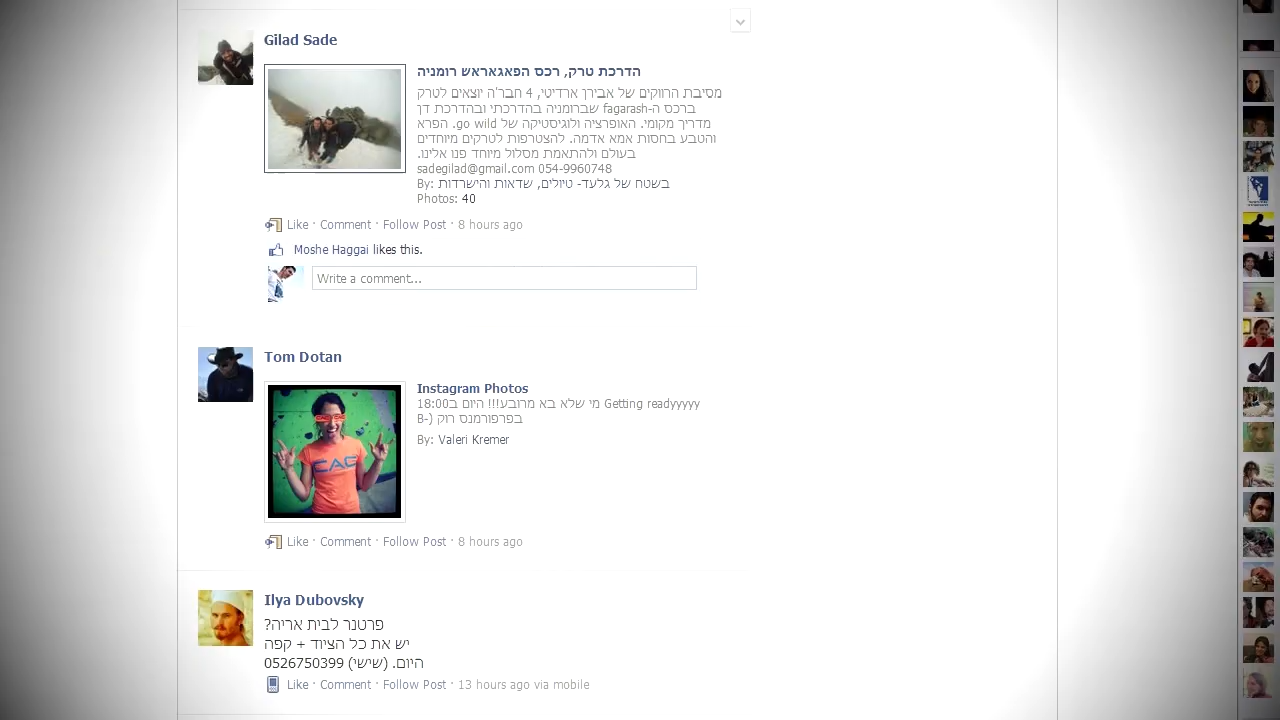 Gilad Sade
הדרכת טרק, רכס הפאגאראש רומניה
מסיבת הרווקים של אבירן ארדיטי, 4 חבר'ה יוצאים לטרק
ברכס ה-fagarash שברומניה בהדרכתי ובהדרכת דן
מדריך מקומי. האופרציה ולוגיסטיקה של go wild. הפרא
והטבע בחסות אמא אדמה. להצטרפות לטרקים מיוחדים
בעולם ולהתאמת מסלול מיוחד פנו אלינו.
sadegilad@gmail.com 054-9960748
By: בשטח של גלעד- טיולים, שדאות והישרדות
Photos: 40
Like · Comment · Follow Post · 8 hours ago
Moshe Haggai likes this.
Write a comment...
Tom Dotan
Instagram Photos
Getting readyyyyy מי שלא בא מרובע!!! היום ב18:00
בפרפורמנס רוק (-B
By: Valeri Kremer
CAG
Like · Comment · Follow Post · 8 hours ago
Ilya Dubovsky
פרטנר לבית אריה?
יש את כל הציוד + קפה
היום. (שישי) 0526750399
Like · Comment · Follow Post · 13 hours ago via mobile